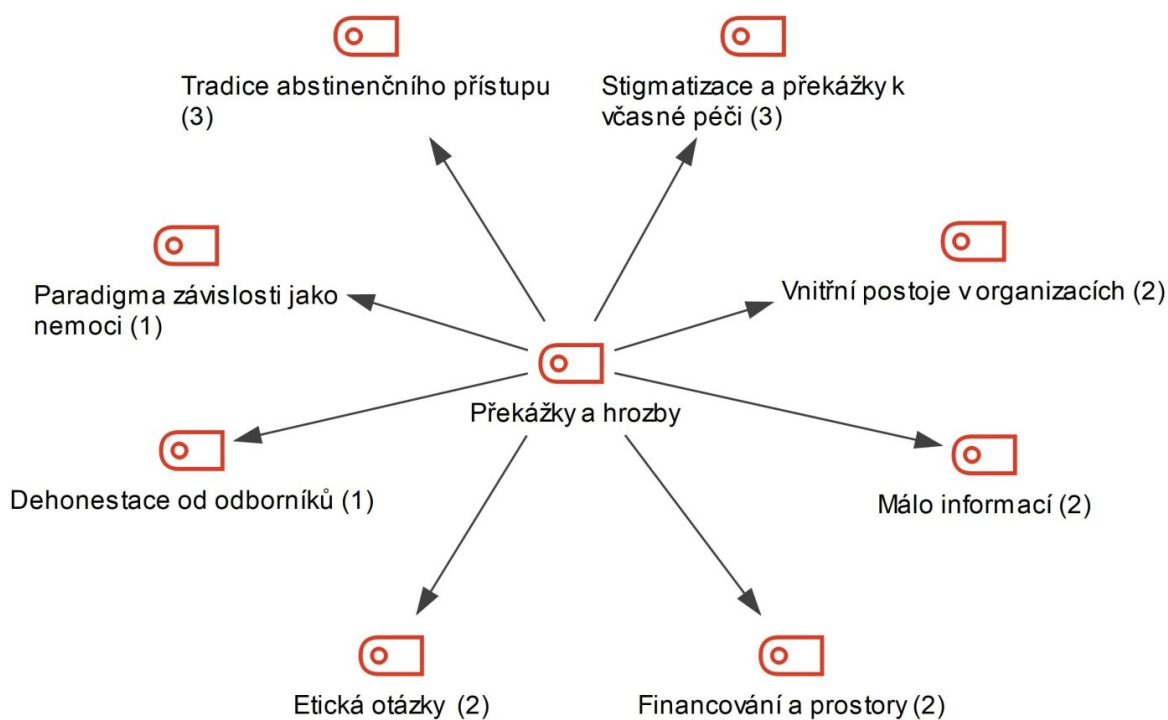 Tradice abstinenčního přístupu
(3)
Stigmatizace a překážky k
včasné péči (3)
Paradigma závislosti jako
nemoci (1)
Vnitřní postoje v organizacích (2)
Překážky a hrozby
Dehonestace od odborníků (1)
Málo informací (2)
Etická otázky (2)
Financování a prostory (2)